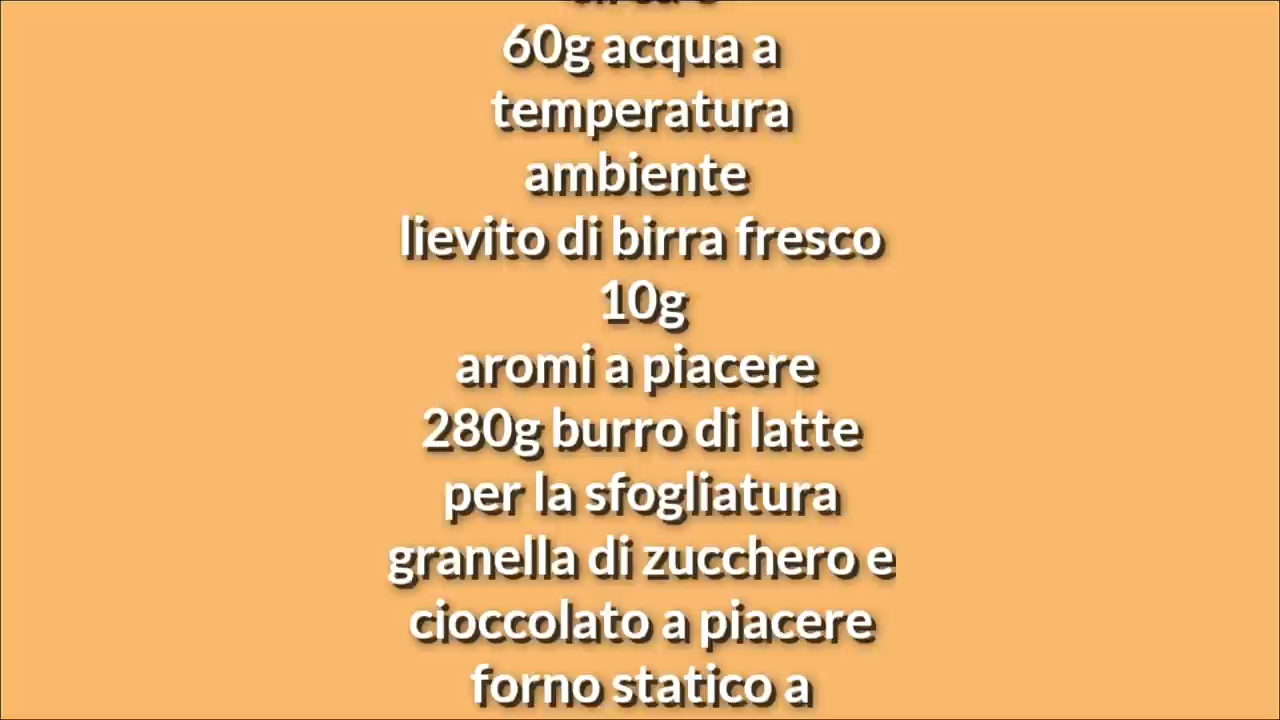 60g acqua a
temperatura
ambiente
lievito di birra fresco
10g
aromi a piacere
280g burro di latte
per la sfogliatura
granella di zucchero e
cioccolato a piacere
forno statico a